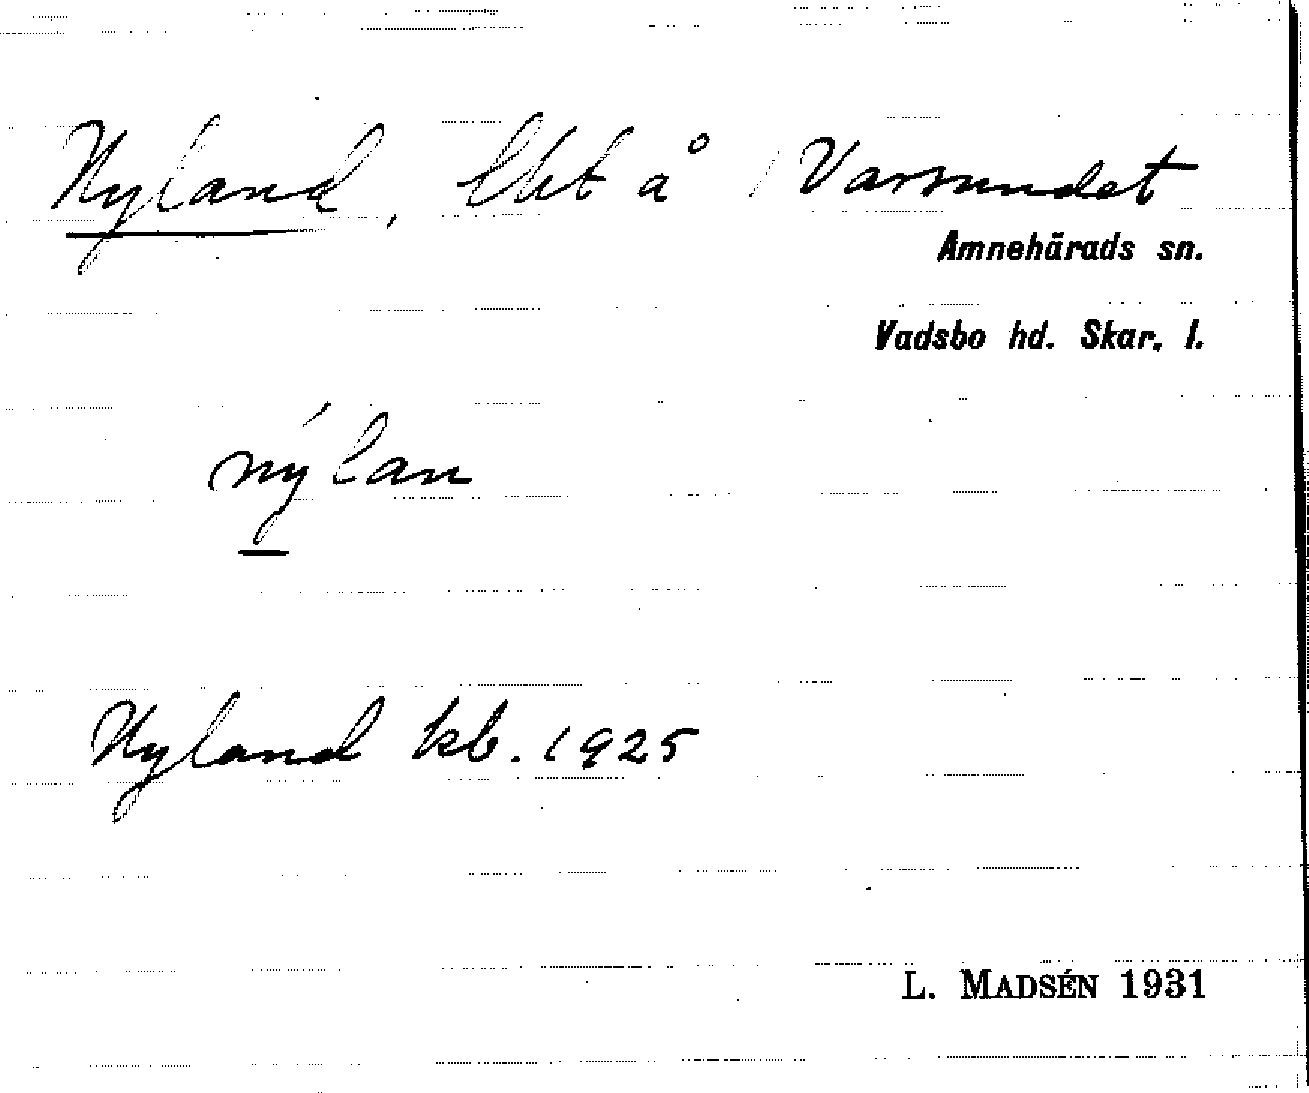 Nyland, lht å Varsundet
Amnehärads sn.
Vadsbo hd. Skar. l.
nýlan
Nyland kb. 1925
L. MADSÉN 1931